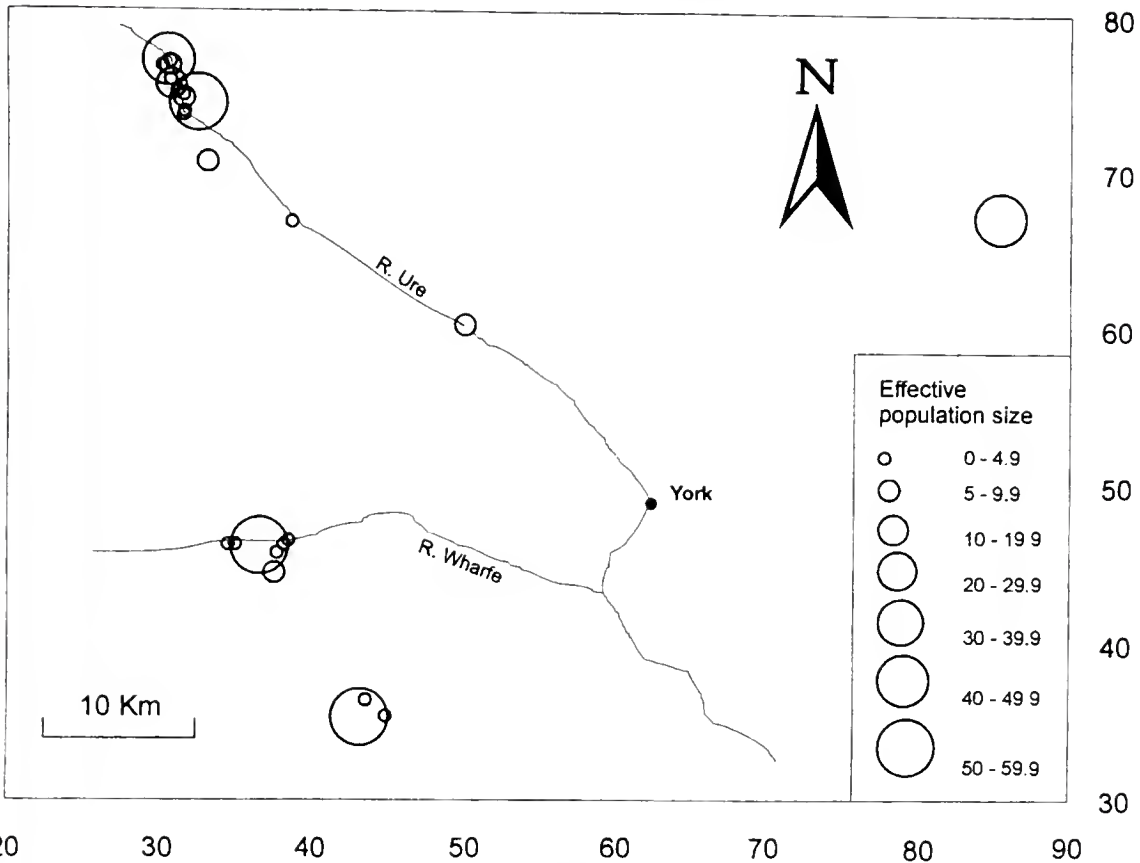 80
N
70
R. Ure
60
Effective
population size
0 - 4.9
5 - 9.9
10 - 19 9
20 - 29.9
30 - 39.9
40 - 49 9
50 - 59.9
York
50
R. Wharfe
40
10 Km
30
20 30 40 50 60 70 80 90